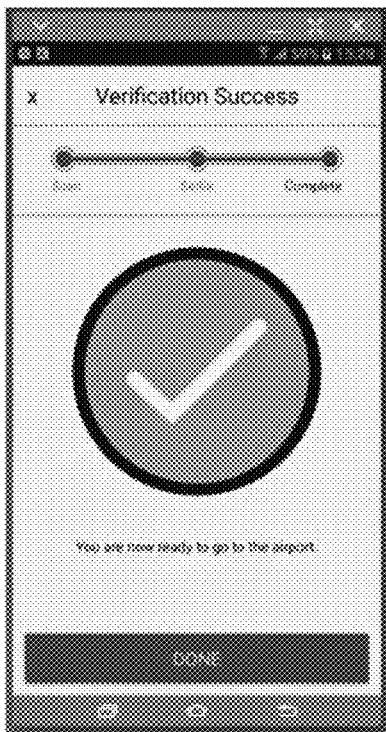 x Verification Success
Scan Selfie Complete
You are now ready to go to the airport
DONE